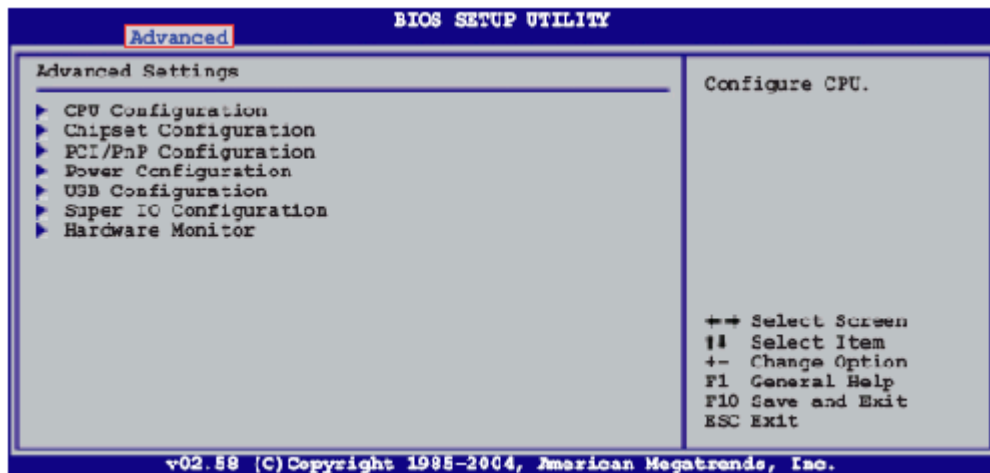 BIOS SETUP UTILITY
Advanced
Advanced Settings
CPU Configuration
Chipset Configuration
PCI/PnP Configuration
Power Configuration
USB Configuration
Super IO Configuration
Hardware Monitor
Configure CPU.
←→ Select Screen
↑↓ Select Item
+- Change Option
F1 General Help
F10 Save and Exit
ESC Exit
v02.58 (C)Copyright 1985-2004, American Megatrends, Inc.